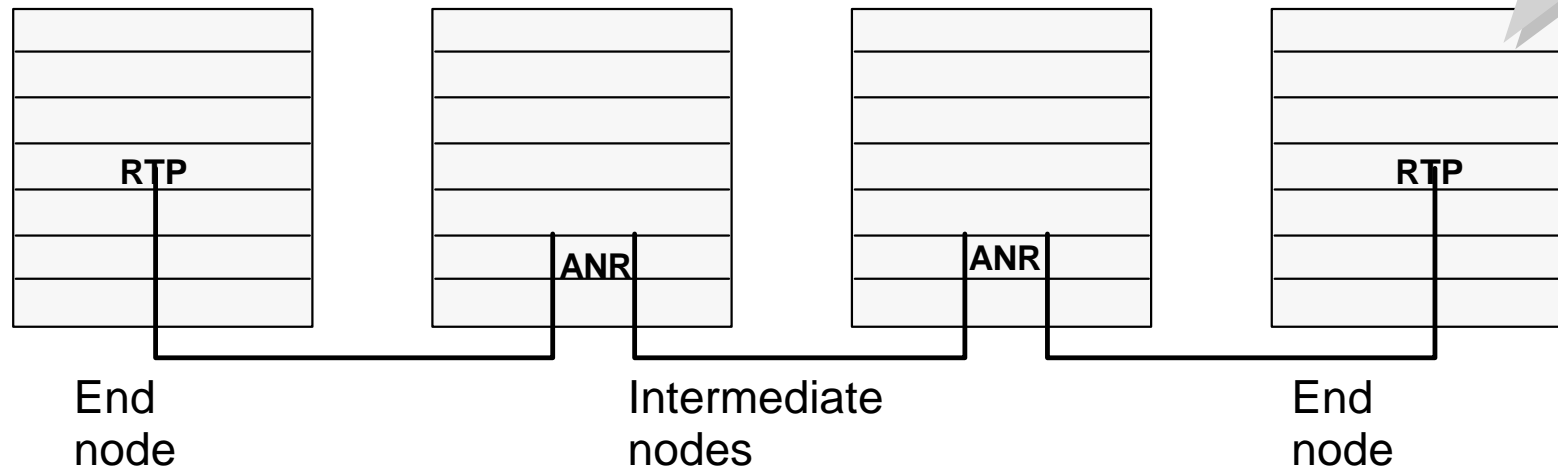 RTP
ANR
ANR
RTP
End
node
Intermediate
nodes
End
node